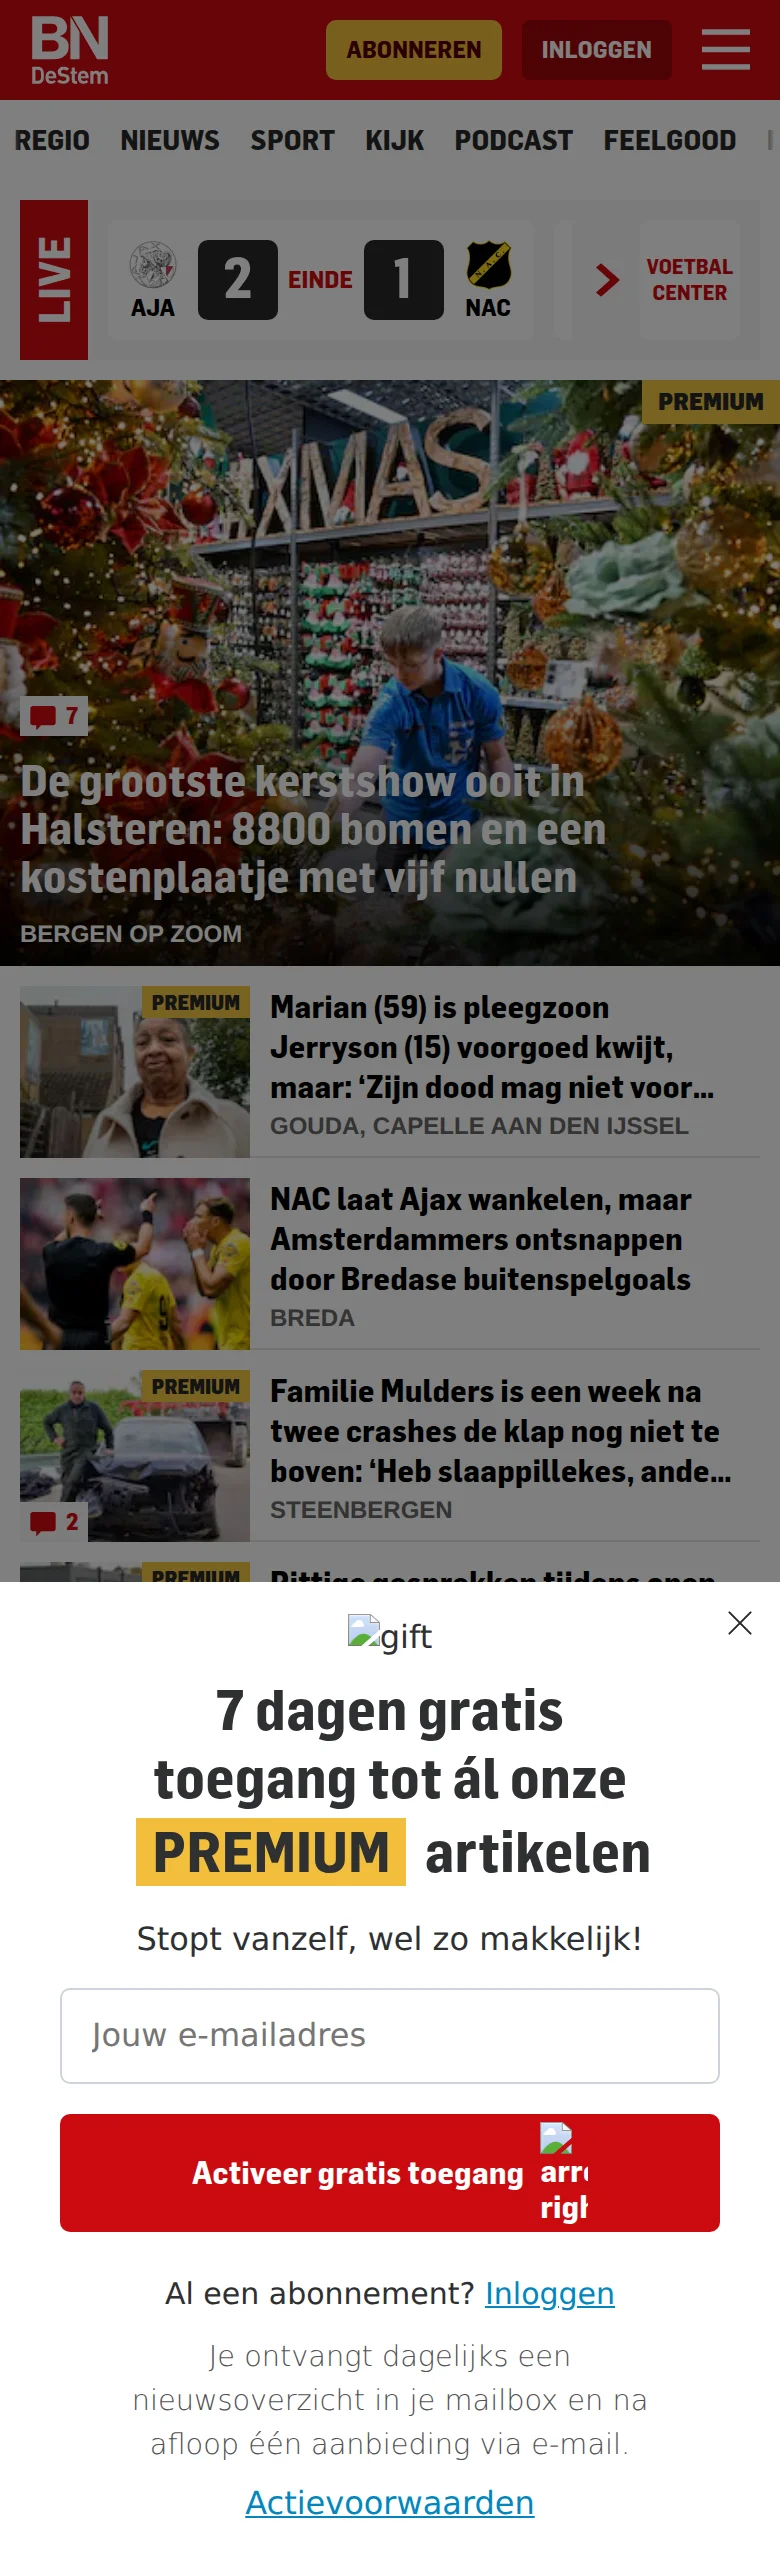 BN
DeStem
ABONNEREN
INLOGGEN
REGIO NIEUWS SPORT KIJK PODCAST FEELGOOD
LIVE
AJA
2
EINDE
1
NAC
VOETBAL
CENTER
PREMIUM
XMAS
7
De grootste kerstshow ooit in
Halsteren: 8800 bomen en een
kostenplaatje met vijf nullen
BERGEN OP ZOOM
PREMIUM
Marian (59) is pleegzoon
Jerryson (15) voorgoed kwijt,
maar: ‘Zijn dood mag niet voor...
GOUDA, CAPELLE AAN DEN IJSSEL
NAC laat Ajax wankelen, maar
Amsterdammers ontsnappen
door Bredase buitenspelgoals
BREDA
PREMIUM
2
Familie Mulders is een week na
twee crashes de klap nog niet te
boven: ‘Heb slaappillekes, ande...
STEENBERGEN
PREMIUM
gift
7 dagen gratis
toegang tot ál onze
PREMIUM artikelen
Stopt vanzelf, wel zo makkelijk!
Jouw e-mailadres
Activeer gratis toegang
Al een abonnement? Inloggen
Je ontvangt dagelijks een
nieuwsoverzicht in je mailbox en na
afloop één aanbieding via e-mail.
Actievoorwaarden